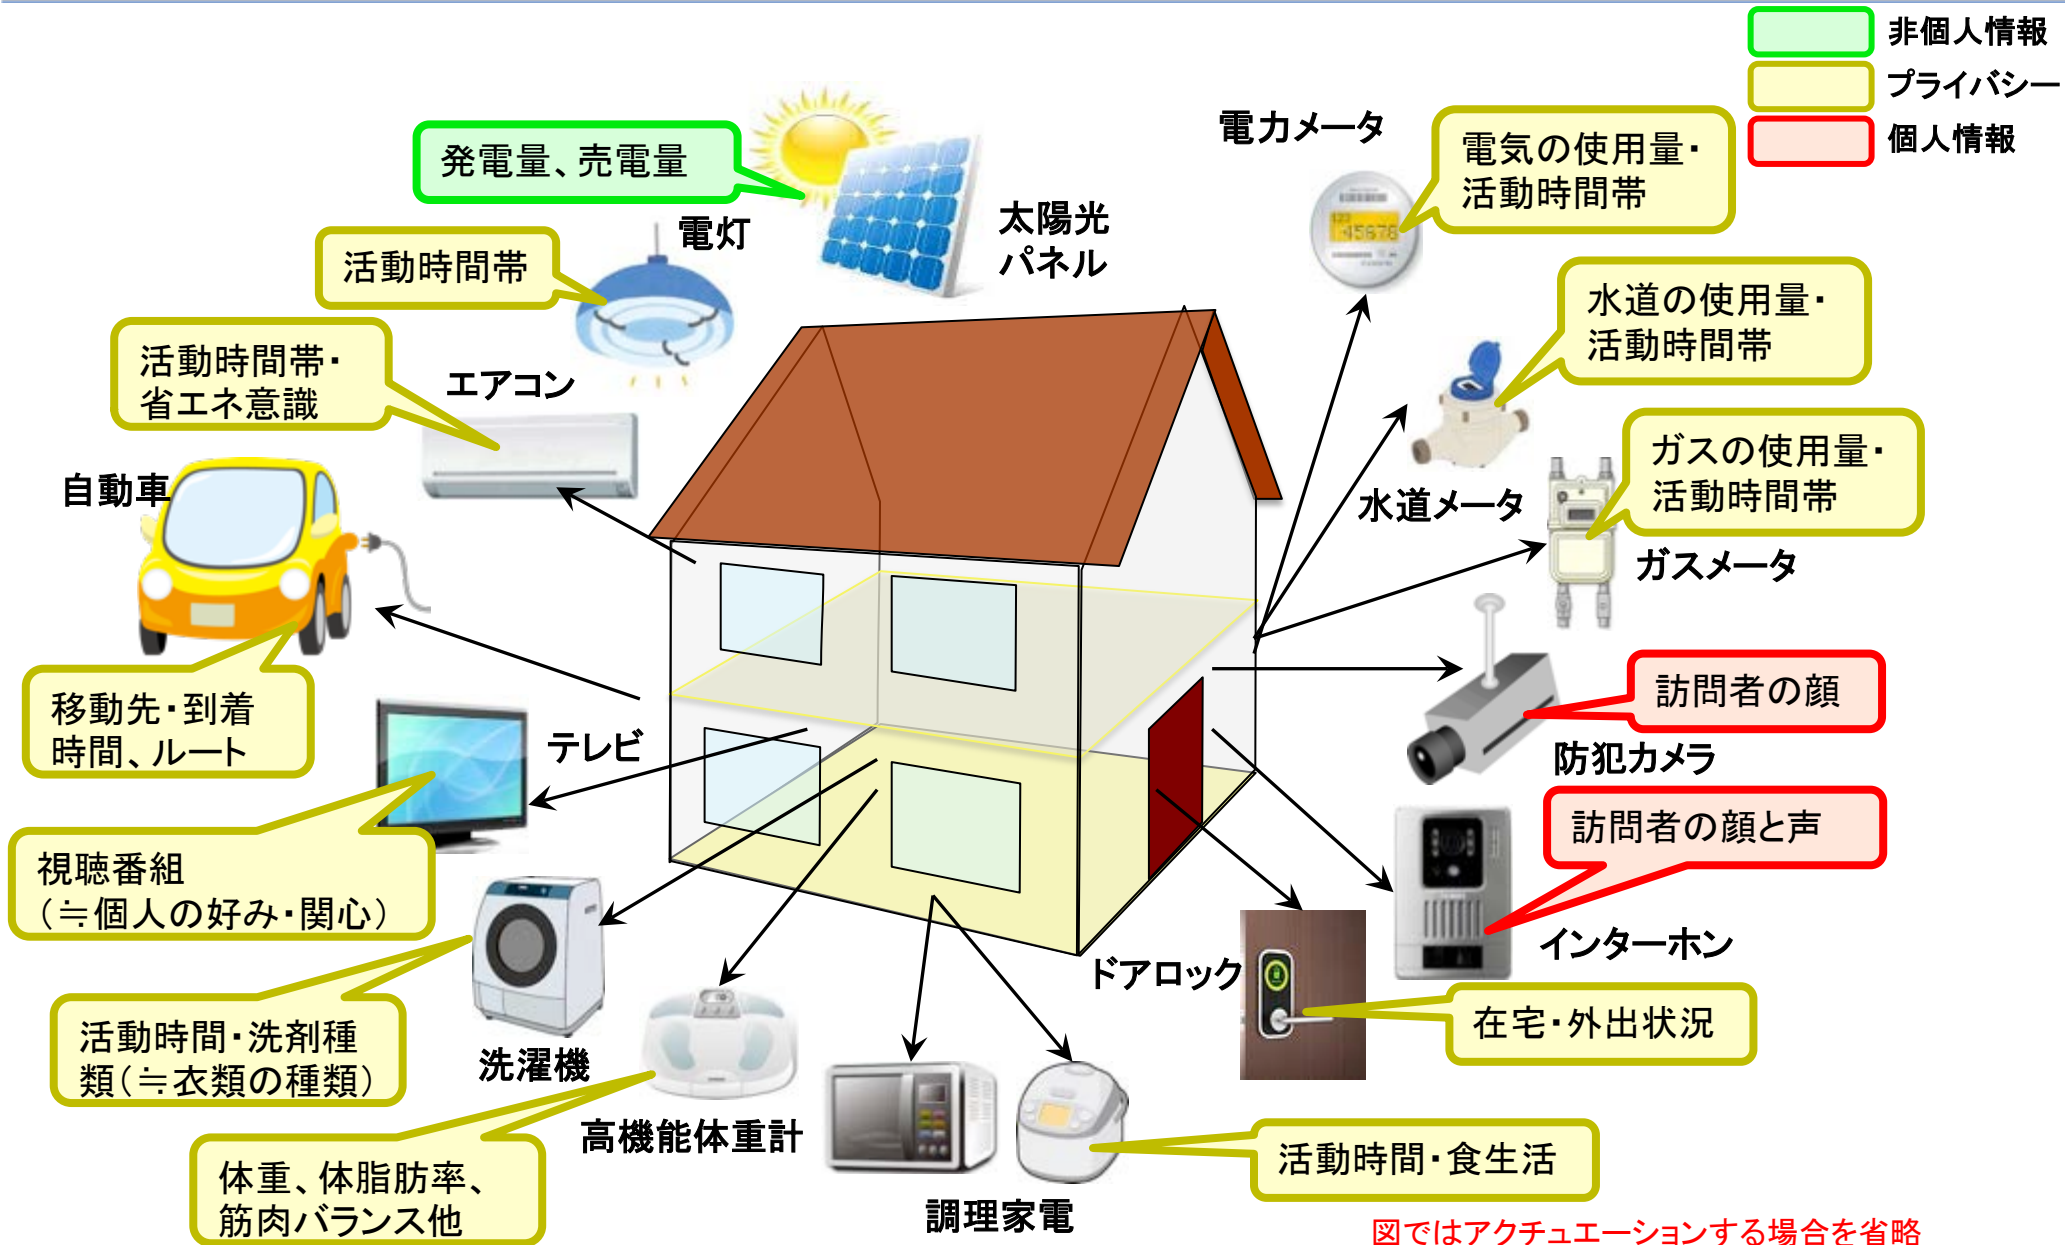 非個人情報
プライバシー
個人情報
電力メータ
電気の使用量・
活動時間帯
発電量、売電量
太陽光
パネル
電灯
活動時間帯
水道の使用量・
活動時間帯
活動時間帯・
省エネ意識
エアコン
水道メータ
ガスの使用量・
活動時間帯
ガスメータ
自動車
移動先・到着
時間、ルート
訪問者の顔
防犯カメラ
テレビ
視聴番組
（≒個人の好み・関心）
訪問者の顔と声
インターホン
ドアロック
在宅・外出状況
活動時間・洗剤種
類（≒衣類の種類）
洗濯機
高機能体重計
体重、体脂肪率、
筋肉バランス他
活動時間・食生活
調理家電
図ではアクチュエーションする場合を省略
45678